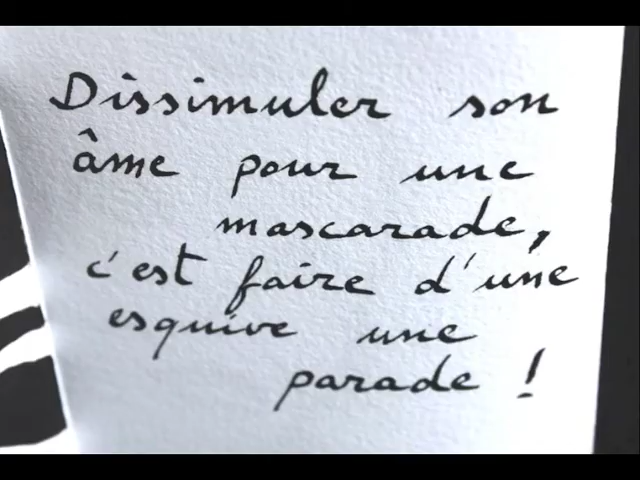 Dissimuler son
âme pour une
mascarade,
c'est faire d'une
esquive une
parade !